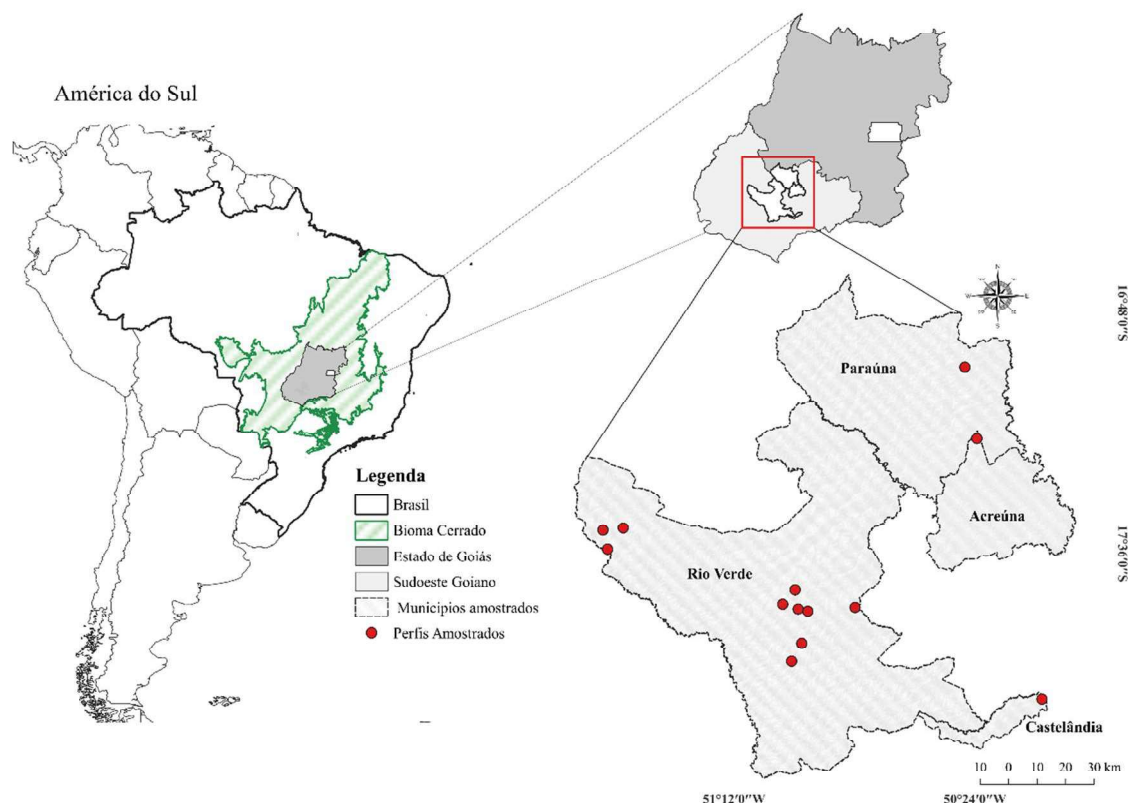 América do Sul
Legenda
Brasil
Bioma Cerrado
Estado de Goiás
Sudoeste Goiano
Municipios amostrados
Perfis Amostrados
N
W
E
S
16°48'0"S
Paraúna
Acreúna
17°36'0"S
Rio Verde
Castelândia
10 0 10 20 30 km
51°12'0"W
50°24'0"W